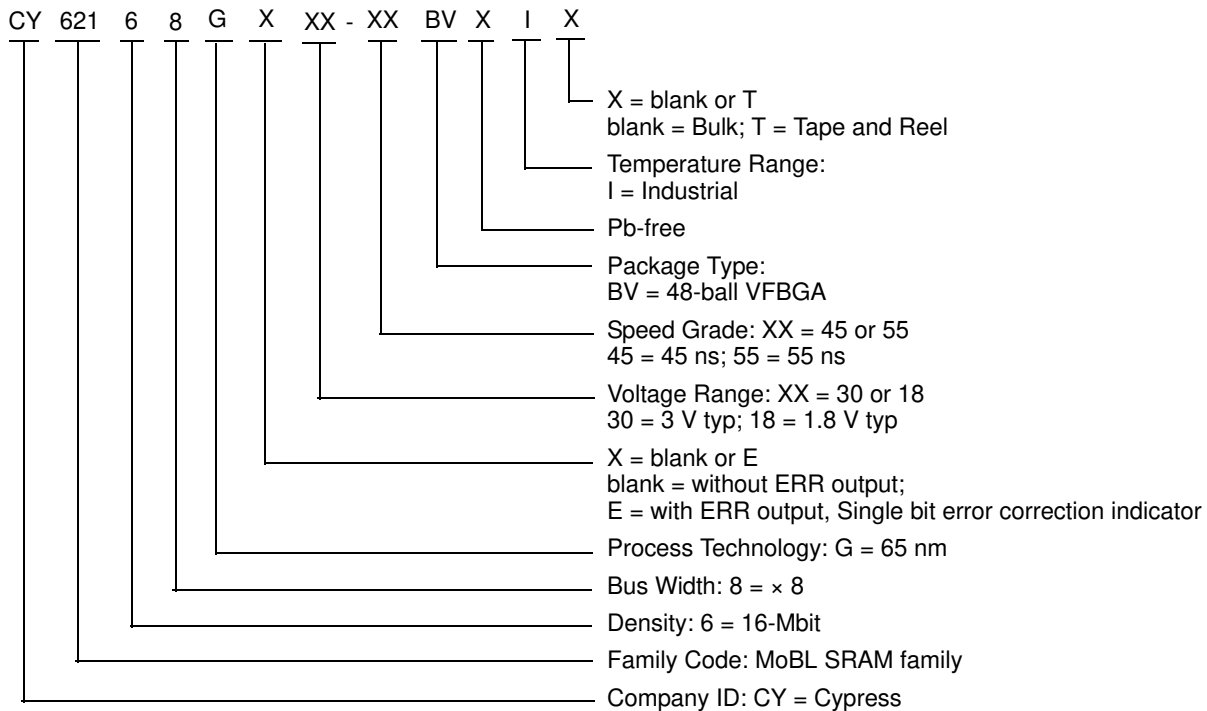 CY 621 6 8 G X XX - XX BV X I X
X = blank or T
blank = Bulk; T = Tape and Reel
Temperature Range:
I = Industrial
Pb-free
Package Type:
BV = 48-ball VFBGA
Speed Grade: XX = 45 or 55
45 = 45 ns; 55 = 55 ns
Voltage Range: XX = 30 or 18
30 = 3 V typ; 18 = 1.8 V typ
X = blank or E
blank = without ERR output;
E = with ERR output, Single bit error correction indicator
Process Technology: G = 65 nm
Bus Width: 8 = × 8
Density: 6 = 16-Mbit
Family Code: MoBL SRAM family
Company ID: CY = Cypress